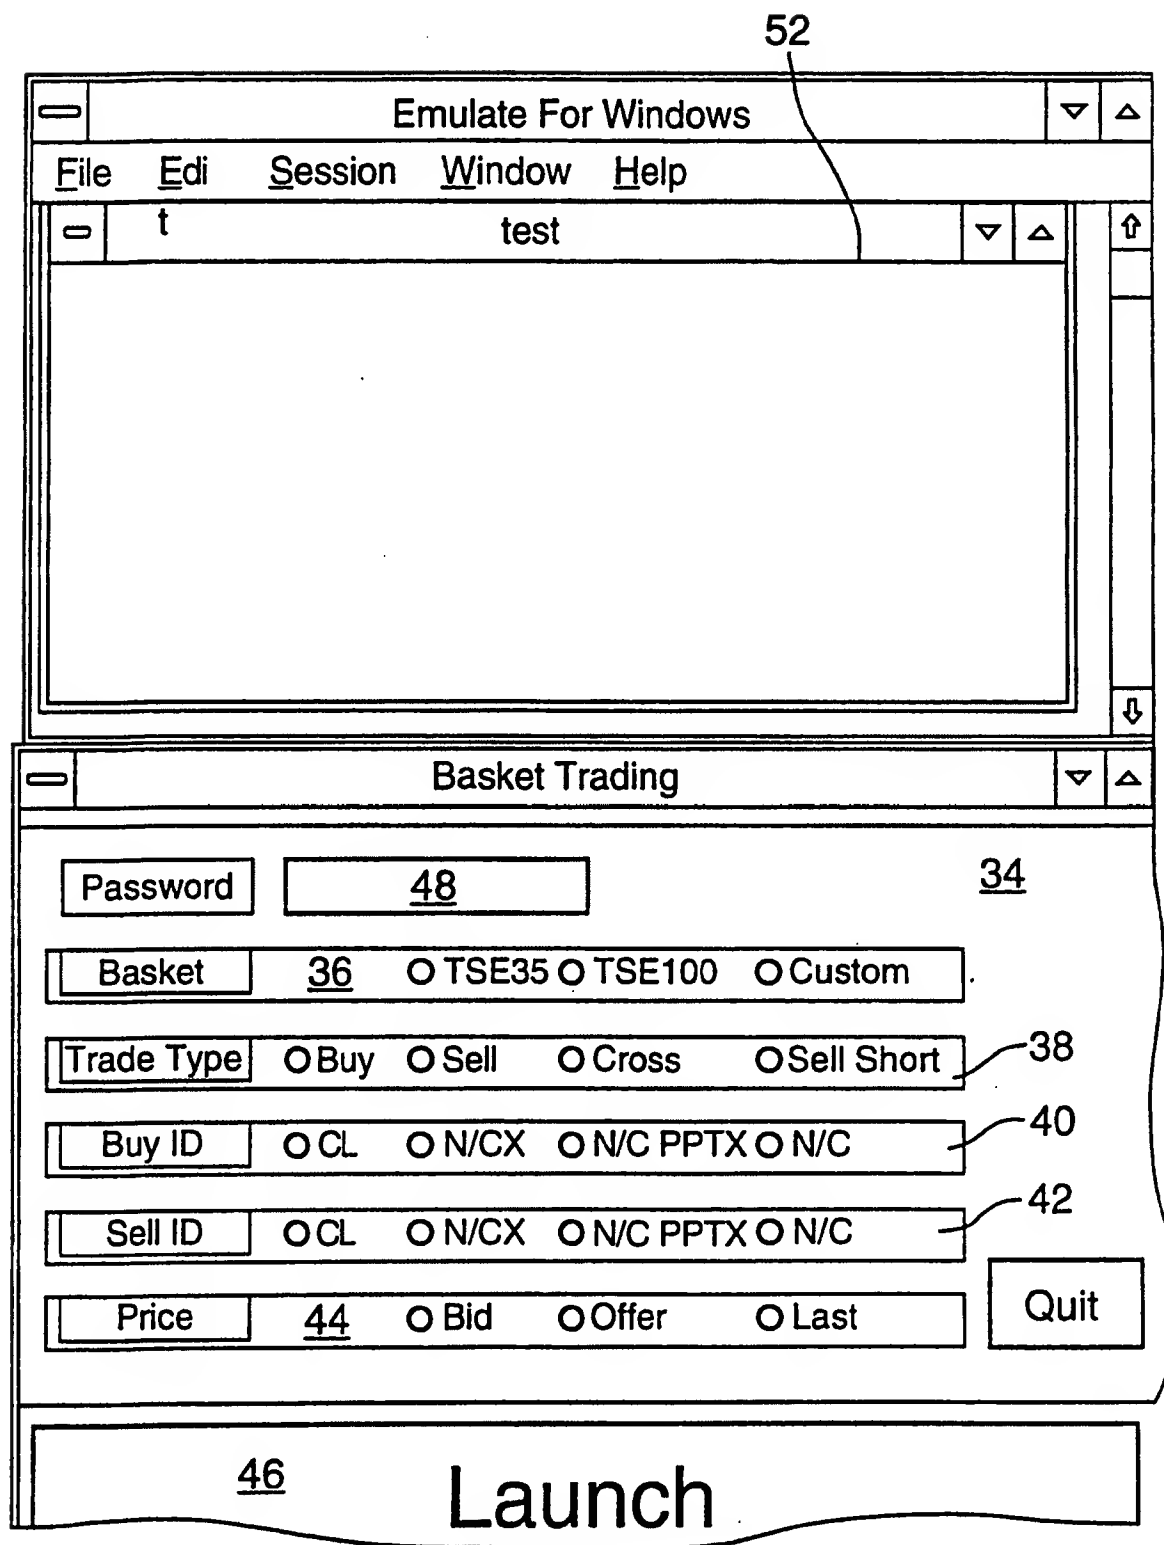 52
Emulate For Windows
File Edi Session Window Help
t test
Basket Trading
Password 48 34
Basket 36 TSE35 TSE100 Custom
Trade Type Buy Sell Cross Sell Short 38
Buy ID CL N/CX N/C PPTX N/C 40
Sell ID CL N/CX N/C PPTX N/C 42
Price 44 Bid Offer Last Quit
46 Launch